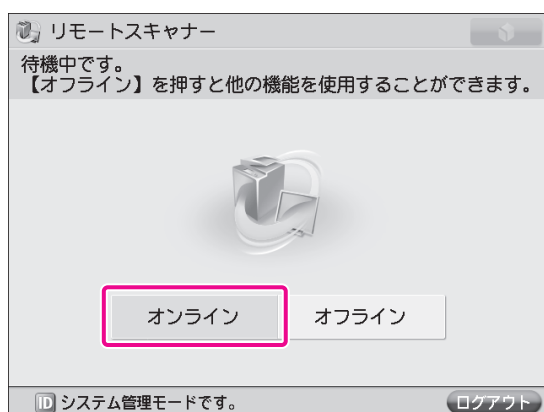 リモートスキャナー
待機中です。
【オフライン】を押すと他の機能を使用することができます。
オンライン
オフライン
ID システム管理モードです。
ログアウト